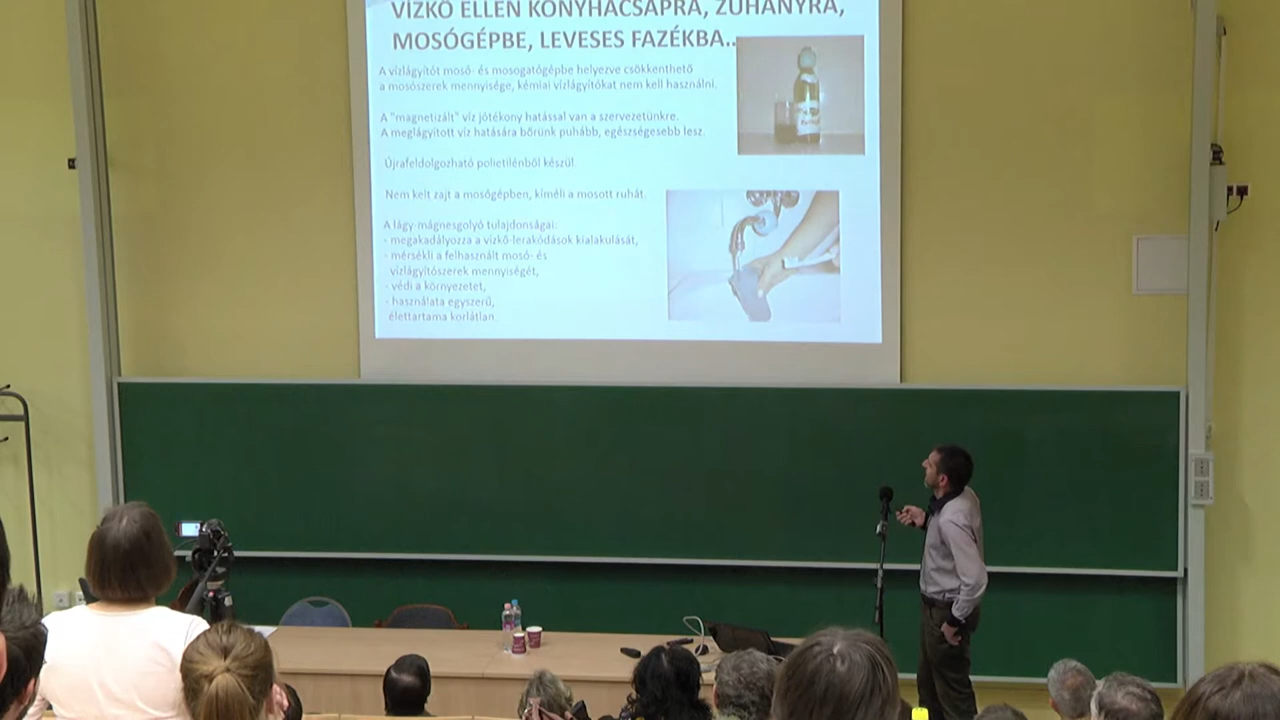 VÍZKŐ ELLEN KONYHACSAPRA, ZUHANYRA,
MOSÓGÉPBE, LEVESES FAZÉKBA..
A vízlágyítót mosó- és mosogatógépbe helyezve csökkenthető
a mosószerek mennyisége, kémiai vízlágyítókat nem kell használni.
A "magnetizált" víz jótékony hatással van a szervezetünkre.
A meglágyított víz hatására bőrünk puhább, egészségesebb lesz.
Újrafeldolgozható polietilénből készül.
Nem kelt zajt a mosógépben, kíméli a mosott ruhát.
A lágy-mágnesgolyó tulajdonságai:
- megakadályozza a vízkő-lerakódások kialakulását,
- mérsékli a felhasznált mosó- és
vízlágyítószerek mennyiségét,
- védi a környezetet,
- használata egyszerű,
élettartama korlátlan.